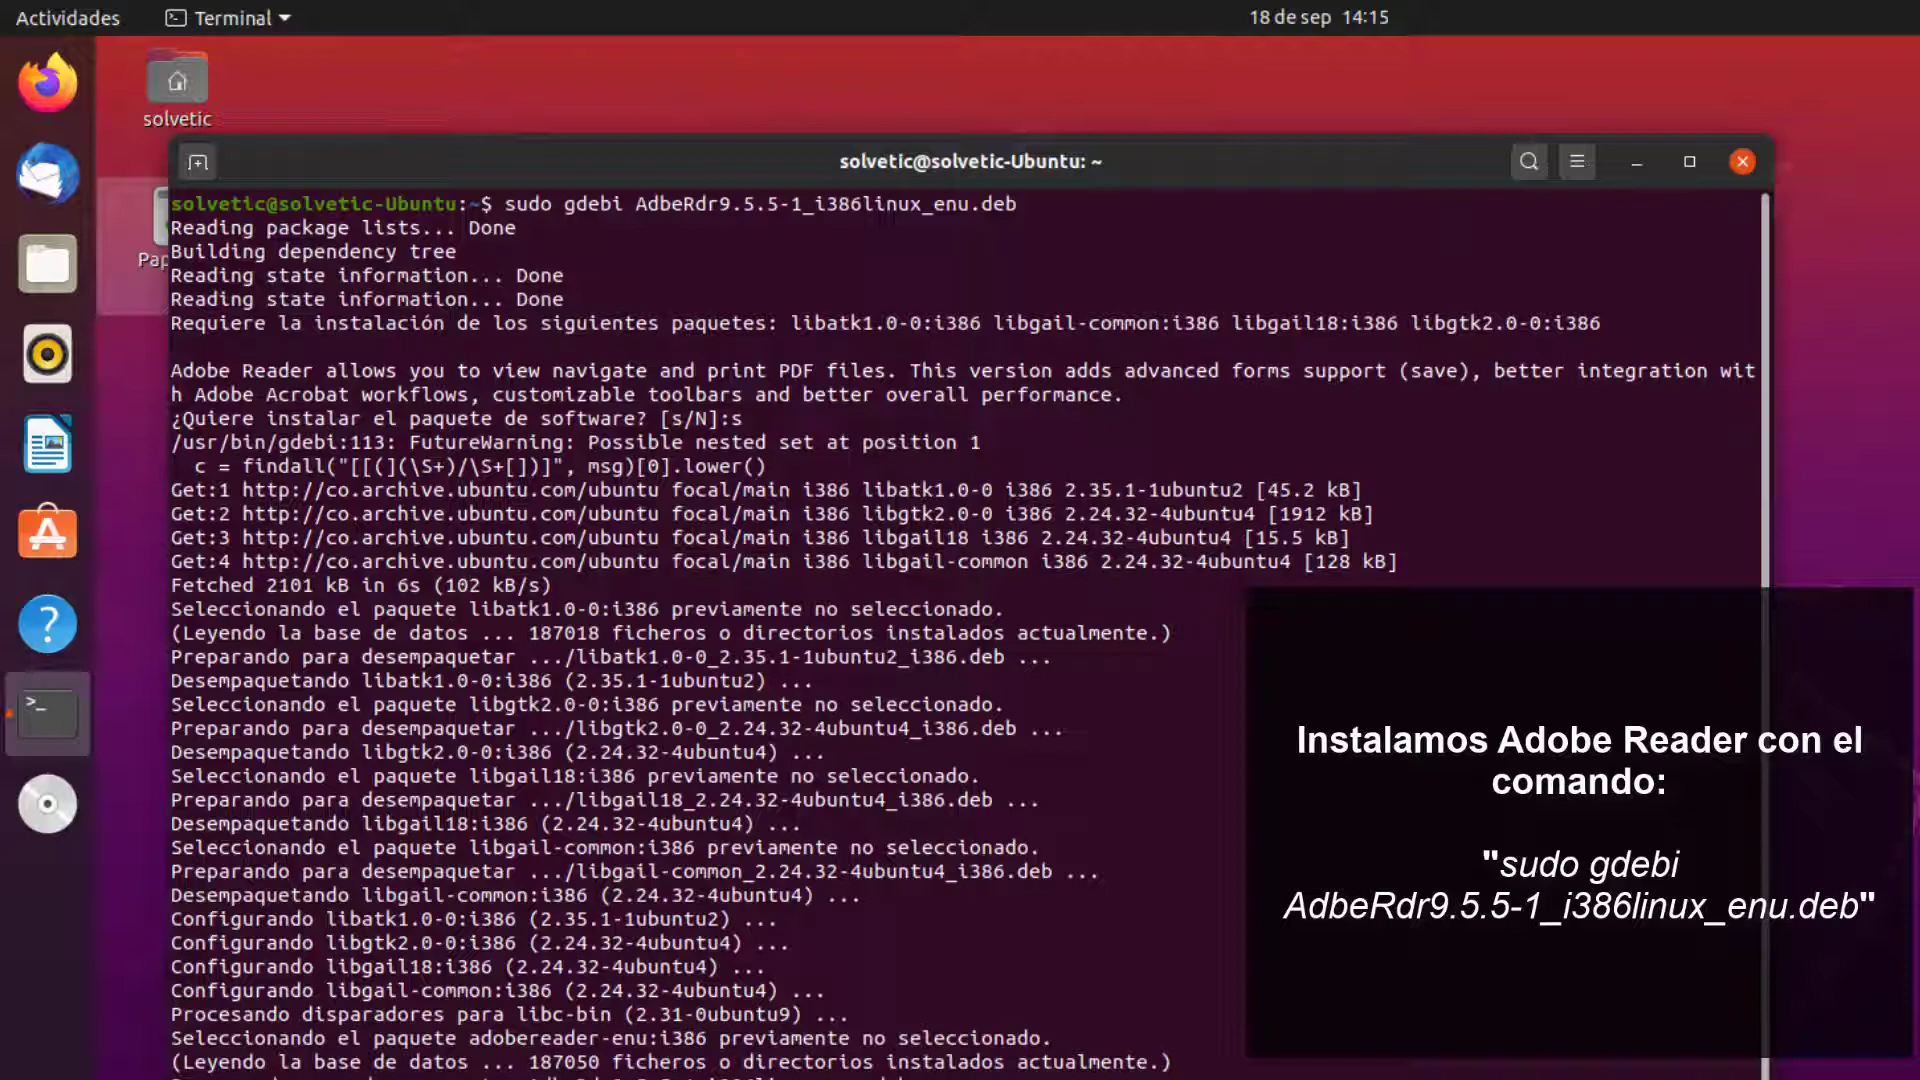 Actividades
Terminal
18 de sep 14:15
solvetic
solvetic@solvetic-Ubuntu: ~
solvetic@solvetic-Ubuntu:~$ sudo gdebi AdbeRdr9.5.5-1_i386linux_enu.deb
Reading package lists... Done
Building dependency tree
Reading state information... Done
Reading state information... Done
Requiere la instalación de los siguientes paquetes: libatk1.0-0:i386 libgail-common:i386 libgail18:i386 libgtk2.0-0:i386
Adobe Reader allows you to view navigate and print PDF files. This version adds advanced forms support (save), better integration wit
h Adobe Acrobat workflows, customizable toolbars and better overall performance.
¿Quiere instalar el paquete de software? [s/N]:s
/usr/bin/gdebi:113: FutureWarning: Possible nested set at position 1
c = findall("[[(](\S+)/\S+[])]", msg)[0].lower()
Get:1 http://co.archive.ubuntu.com/ubuntu focal/main i386 libatk1.0-0 i386 2.35.1-1ubuntu2 [45.2 kB]
Get:2 http://co.archive.ubuntu.com/ubuntu focal/main i386 libgtk2.0-0 i386 2.24.32-4ubuntu4 [1912 kB]
Get:3 http://co.archive.ubuntu.com/ubuntu focal/main i386 libgail18 i386 2.24.32-4ubuntu4 [15.5 kB]
Get:4 http://co.archive.ubuntu.com/ubuntu focal/main i386 libgail-common i386 2.24.32-4ubuntu4 [128 kB]
Fetched 2101 kB in 6s (102 kB/s)
Seleccionando el paquete libatk1.0-0:i386 previamente no seleccionado.
(Leyendo la base de datos ... 187018 ficheros o directorios instalados actualmente.)
Preparando para desempaquetar .../libatk1.0-0_2.35.1-1ubuntu2_i386.deb ...
Desempaquetando libatk1.0-0:i386 (2.35.1-1ubuntu2) ...
Seleccionando el paquete libgtk2.0-0:i386 previamente no seleccionado.
Preparando para desempaquetar .../libgtk2.0-0_2.24.32-4ubuntu4_i386.deb ...
Desempaquetando libgtk2.0-0:i386 (2.24.32-4ubuntu4) ...
Seleccionando el paquete libgail18:i386 previamente no seleccionado.
Preparando para desempaquetar .../libgail18_2.24.32-4ubuntu4_i386.deb ...
Desempaquetando libgail18:i386 (2.24.32-4ubuntu4) ...
Seleccionando el paquete libgail-common:i386 previamente no seleccionado.
Preparando para desempaquetar .../libgail-common_2.24.32-4ubuntu4_i386.deb ...
Desempaquetando libgail-common:i386 (2.24.32-4ubuntu4) ...
Configurando libatk1.0-0:i386 (2.35.1-1ubuntu2) ...
Configurando libgtk2.0-0:i386 (2.24.32-4ubuntu4) ...
Configurando libgail18:i386 (2.24.32-4ubuntu4) ...
Configurando libgail-common:i386 (2.24.32-4ubuntu4) ...
Procesando disparadores para libc-bin (2.31-0ubuntu9) ...
Seleccionando el paquete adobereader-enu:i386 previamente no seleccionado.
(Leyendo la base de datos ... 187050 ficheros o directorios instalados actualmente.)
Instalamos Adobe Reader con el
comando:
"sudo gdebi
AdbeRdr9.5.5-1_i386linux_enu.deb"